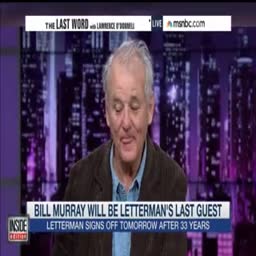 THE LAST WORD WITH LAWRENCE O'DONNELL
LIVE
msnbc.com
BILL MURRAY WILL BE LETTERMAN'S LAST GUEST
LETTERMAN SIGNS OFF TOMORROW AFTER 33 YEARS
INSIDE
EDITION